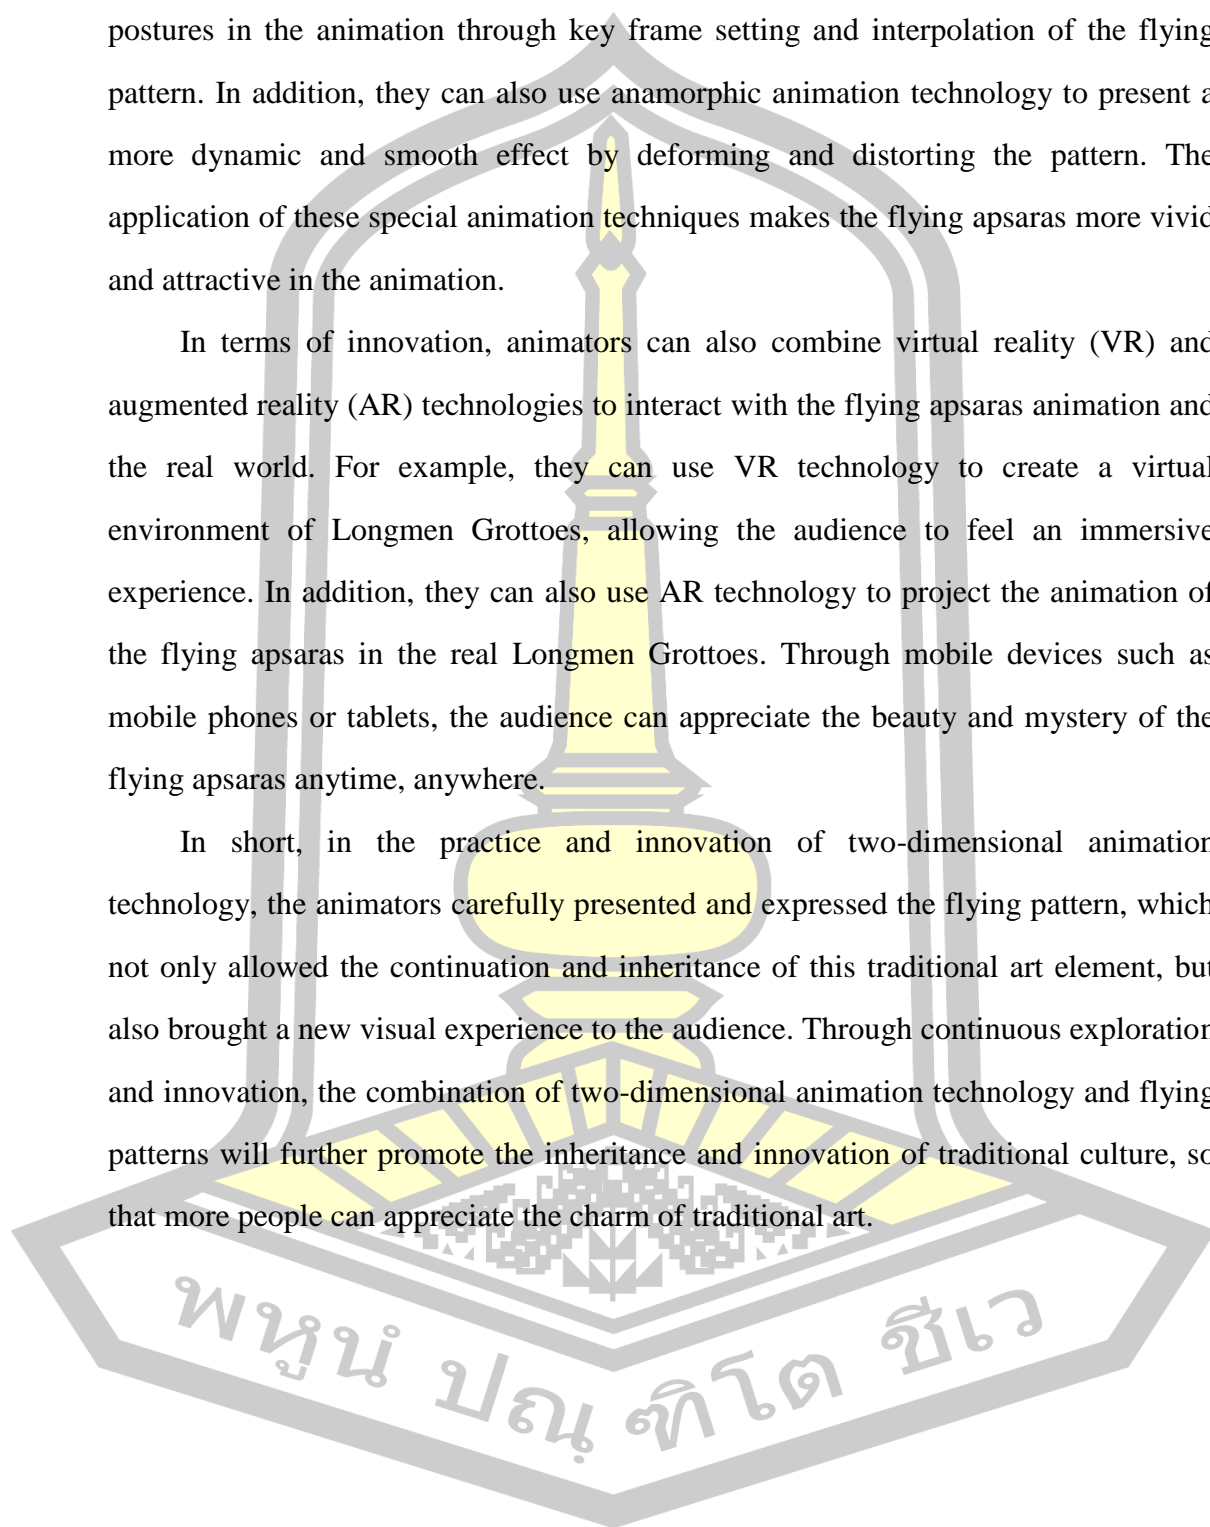 postures in the animation through key frame setting and interpolation of the flying
pattern. In addition, they can also use anamorphic animation technology to present a
more dynamic and smooth effect by deforming and distorting the pattern. The
application of these special animation techniques makes the flying apsaras more vivid
and attractive in the animation.
In terms of innovation, animators can also combine virtual reality (VR) and
augmented reality (AR) technologies to interact with the flying apsaras animation and
the real world. For example, they can use VR technology to create a virtual
environment of Longmen Grottoes, allowing the audience to feel an immersive
experience. In addition, they can also use AR technology to project the animation of
the flying apsaras in the real Longmen Grottoes. Through mobile devices such as
mobile phones or tablets, the audience can appreciate the beauty and mystery of the
flying apsaras anytime, anywhere.
In short, in the practice and innovation of two-dimensional animation
technology, the animators carefully presented and expressed the flying pattern, which
not only allowed the continuation and inheritance of this traditional art element, but
also brought a new visual experience to the audience. Through continuous exploration
and innovation, the combination of two-dimensional animation technology and flying
patterns will further promote the inheritance and innovation of traditional culture, so
that more people can appreciate the charm of traditional art.
พหูนํ ปณฺ ฑิโต ชีเว